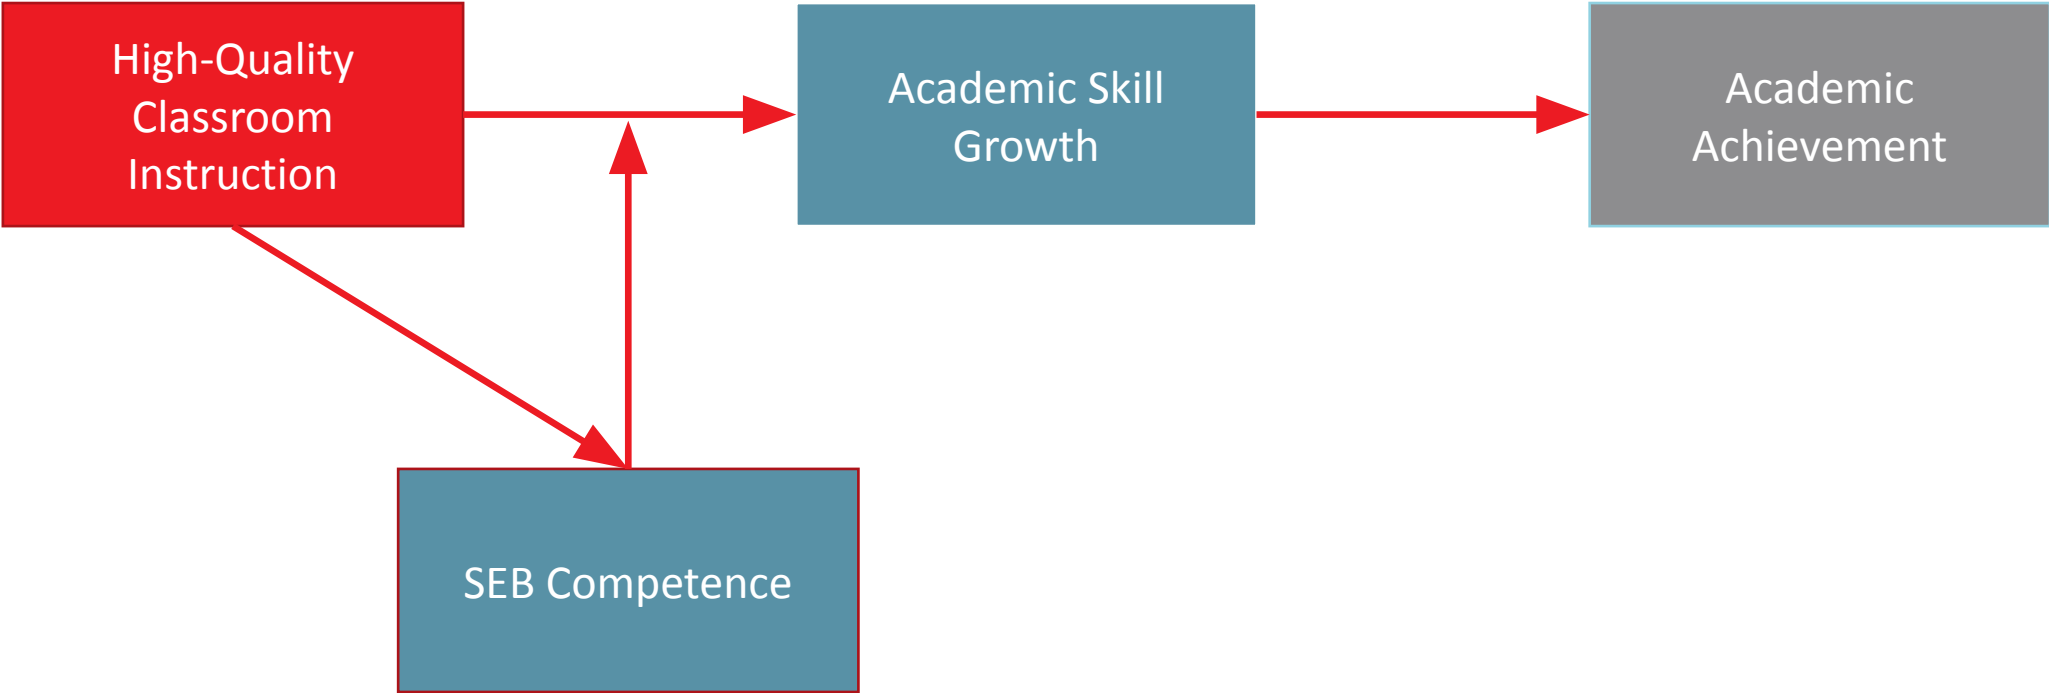 High-Quality
Classroom
Instruction
Academic Skill
Growth
Academic
Achievement
SEB Competence